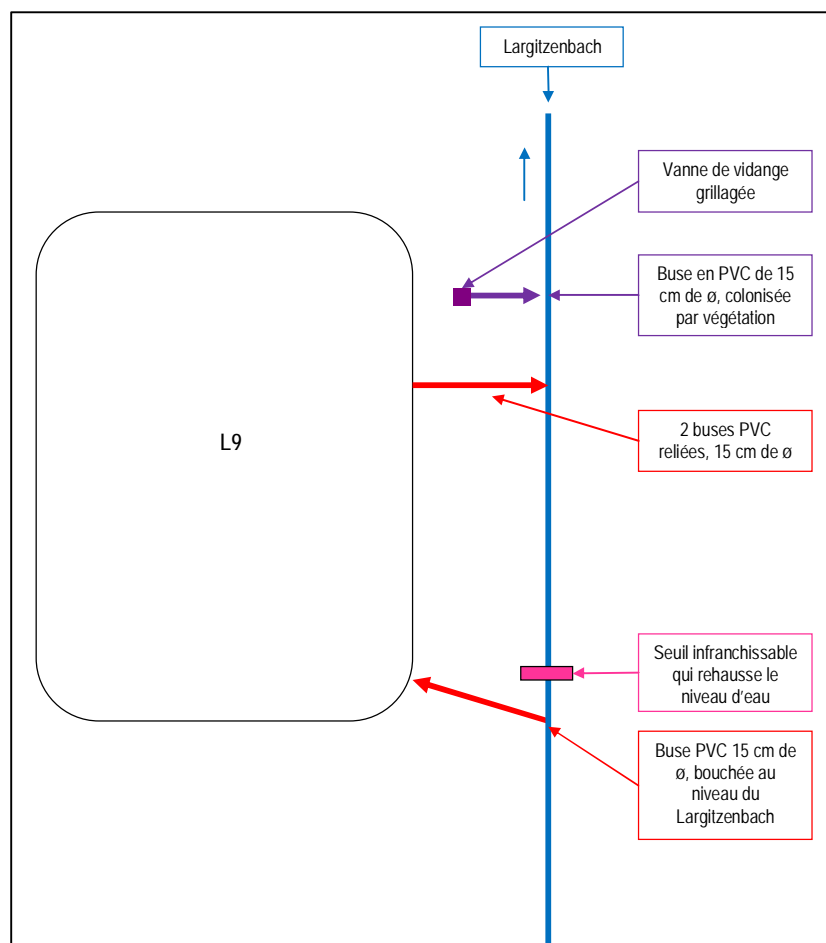 Largitzenbach
Vanne de vidange
grillagée
Buse en PVC de 15
cm de ø, colonisée
par végétation
L9
2 buses PVC
reliées, 15 cm de ø
Seuil infranchissable
qui rehausse le
niveau d'eau
Buse PVC 15 cm de
ø, bouchée au
niveau du
Largitzenbach